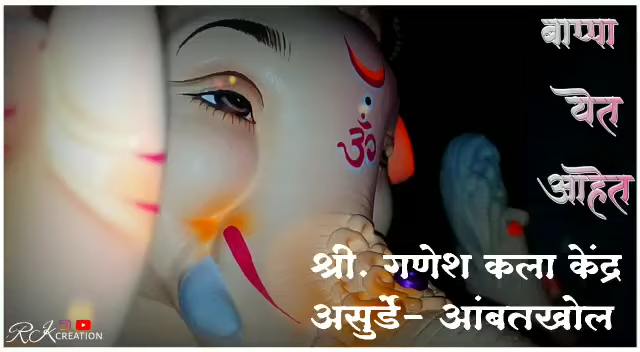 बाप्पा
येत
आहेत
ॐ
श्री. गणेश कला केंद्र
असुर्डे- आंबतखोल
RK CREATION